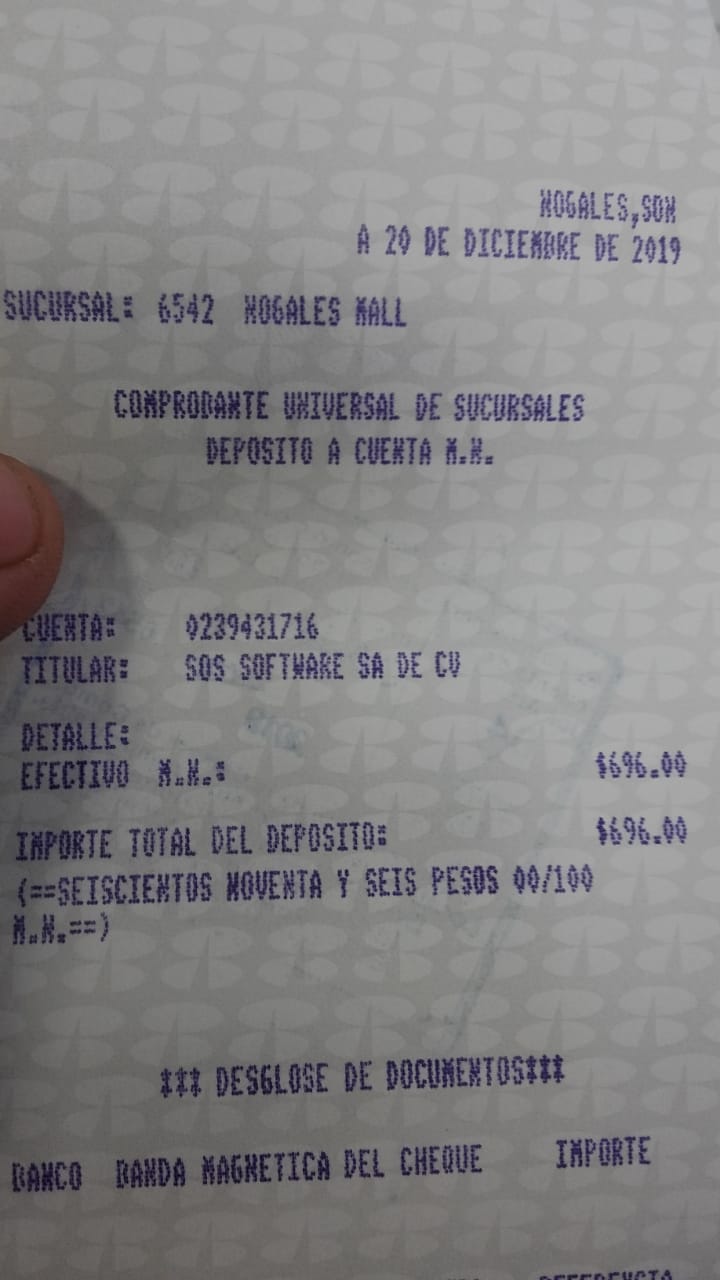 NOGALES,SON
A 20 DE DICIEMBRE DE 2019
SUCURSAL: 6542 NOGALES MALL
COMPROBANTE UNIVERSAL DE SUCURSALES
DEPOSITO A CUENTA M.N.
CUENTA: 0239431716
TITULAR: SOS SOFTWARE SA DE CV
DETALLE:
EFECTIVO M.N.: $696.00
IMPORTE TOTAL DEL DEPOSITO: $696.00
(==SEISCIENTOS NOVENTA Y SEIS PESOS 00/100
M.N.==)
*** DESGLOSE DE DOCUMENTOS***
BANCO BANDA MAGNETICA DEL CHEQUE IMPORTE